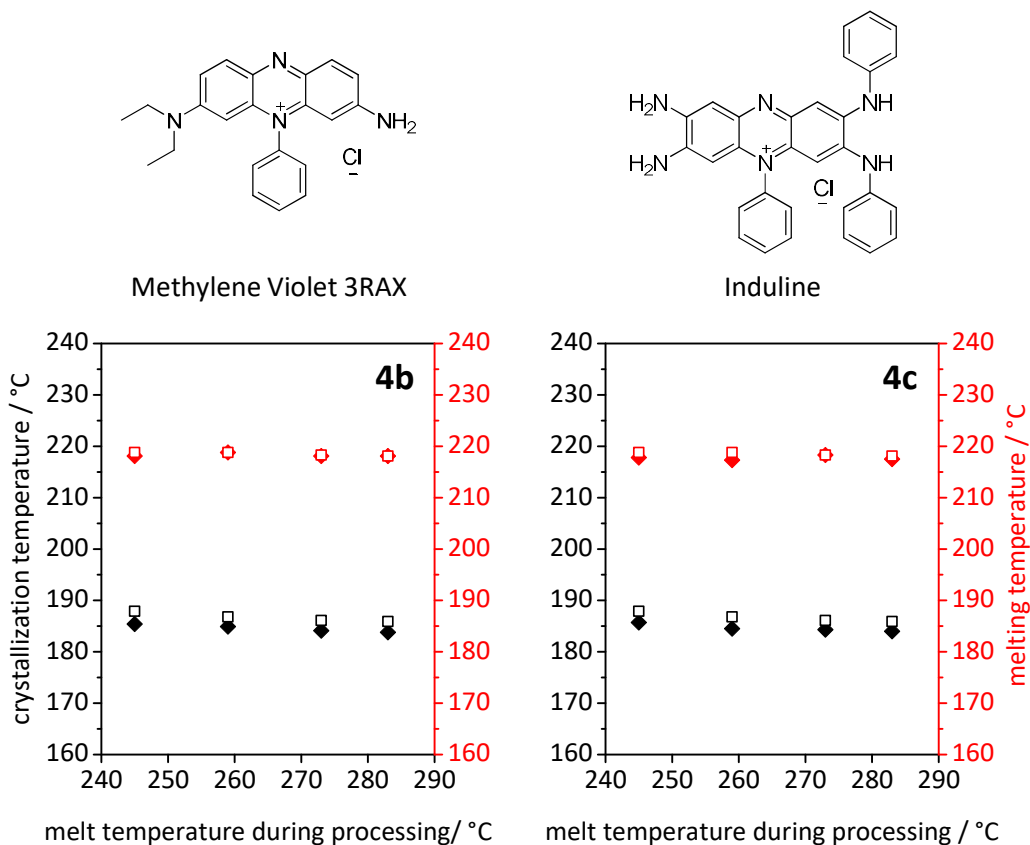 N
N
+
N
NH2
Cl
–
Methylene Violet 3RAX
H2N
H2N
N
N
+
NH
NH
Cl
–
Induline
4b
240
230
220
210
200
190
180
170
160
240
230
220
210
200
190
180
170
160
240 250 260 270 280 290
crystallization temperature / °C
melt temperature during processing/ °C
4c
240
230
220
210
200
190
180
170
160
240
230
220
210
200
190
180
170
160
240 250 260 270 280 290
melting temperature / °C
melt temperature during processing / °C